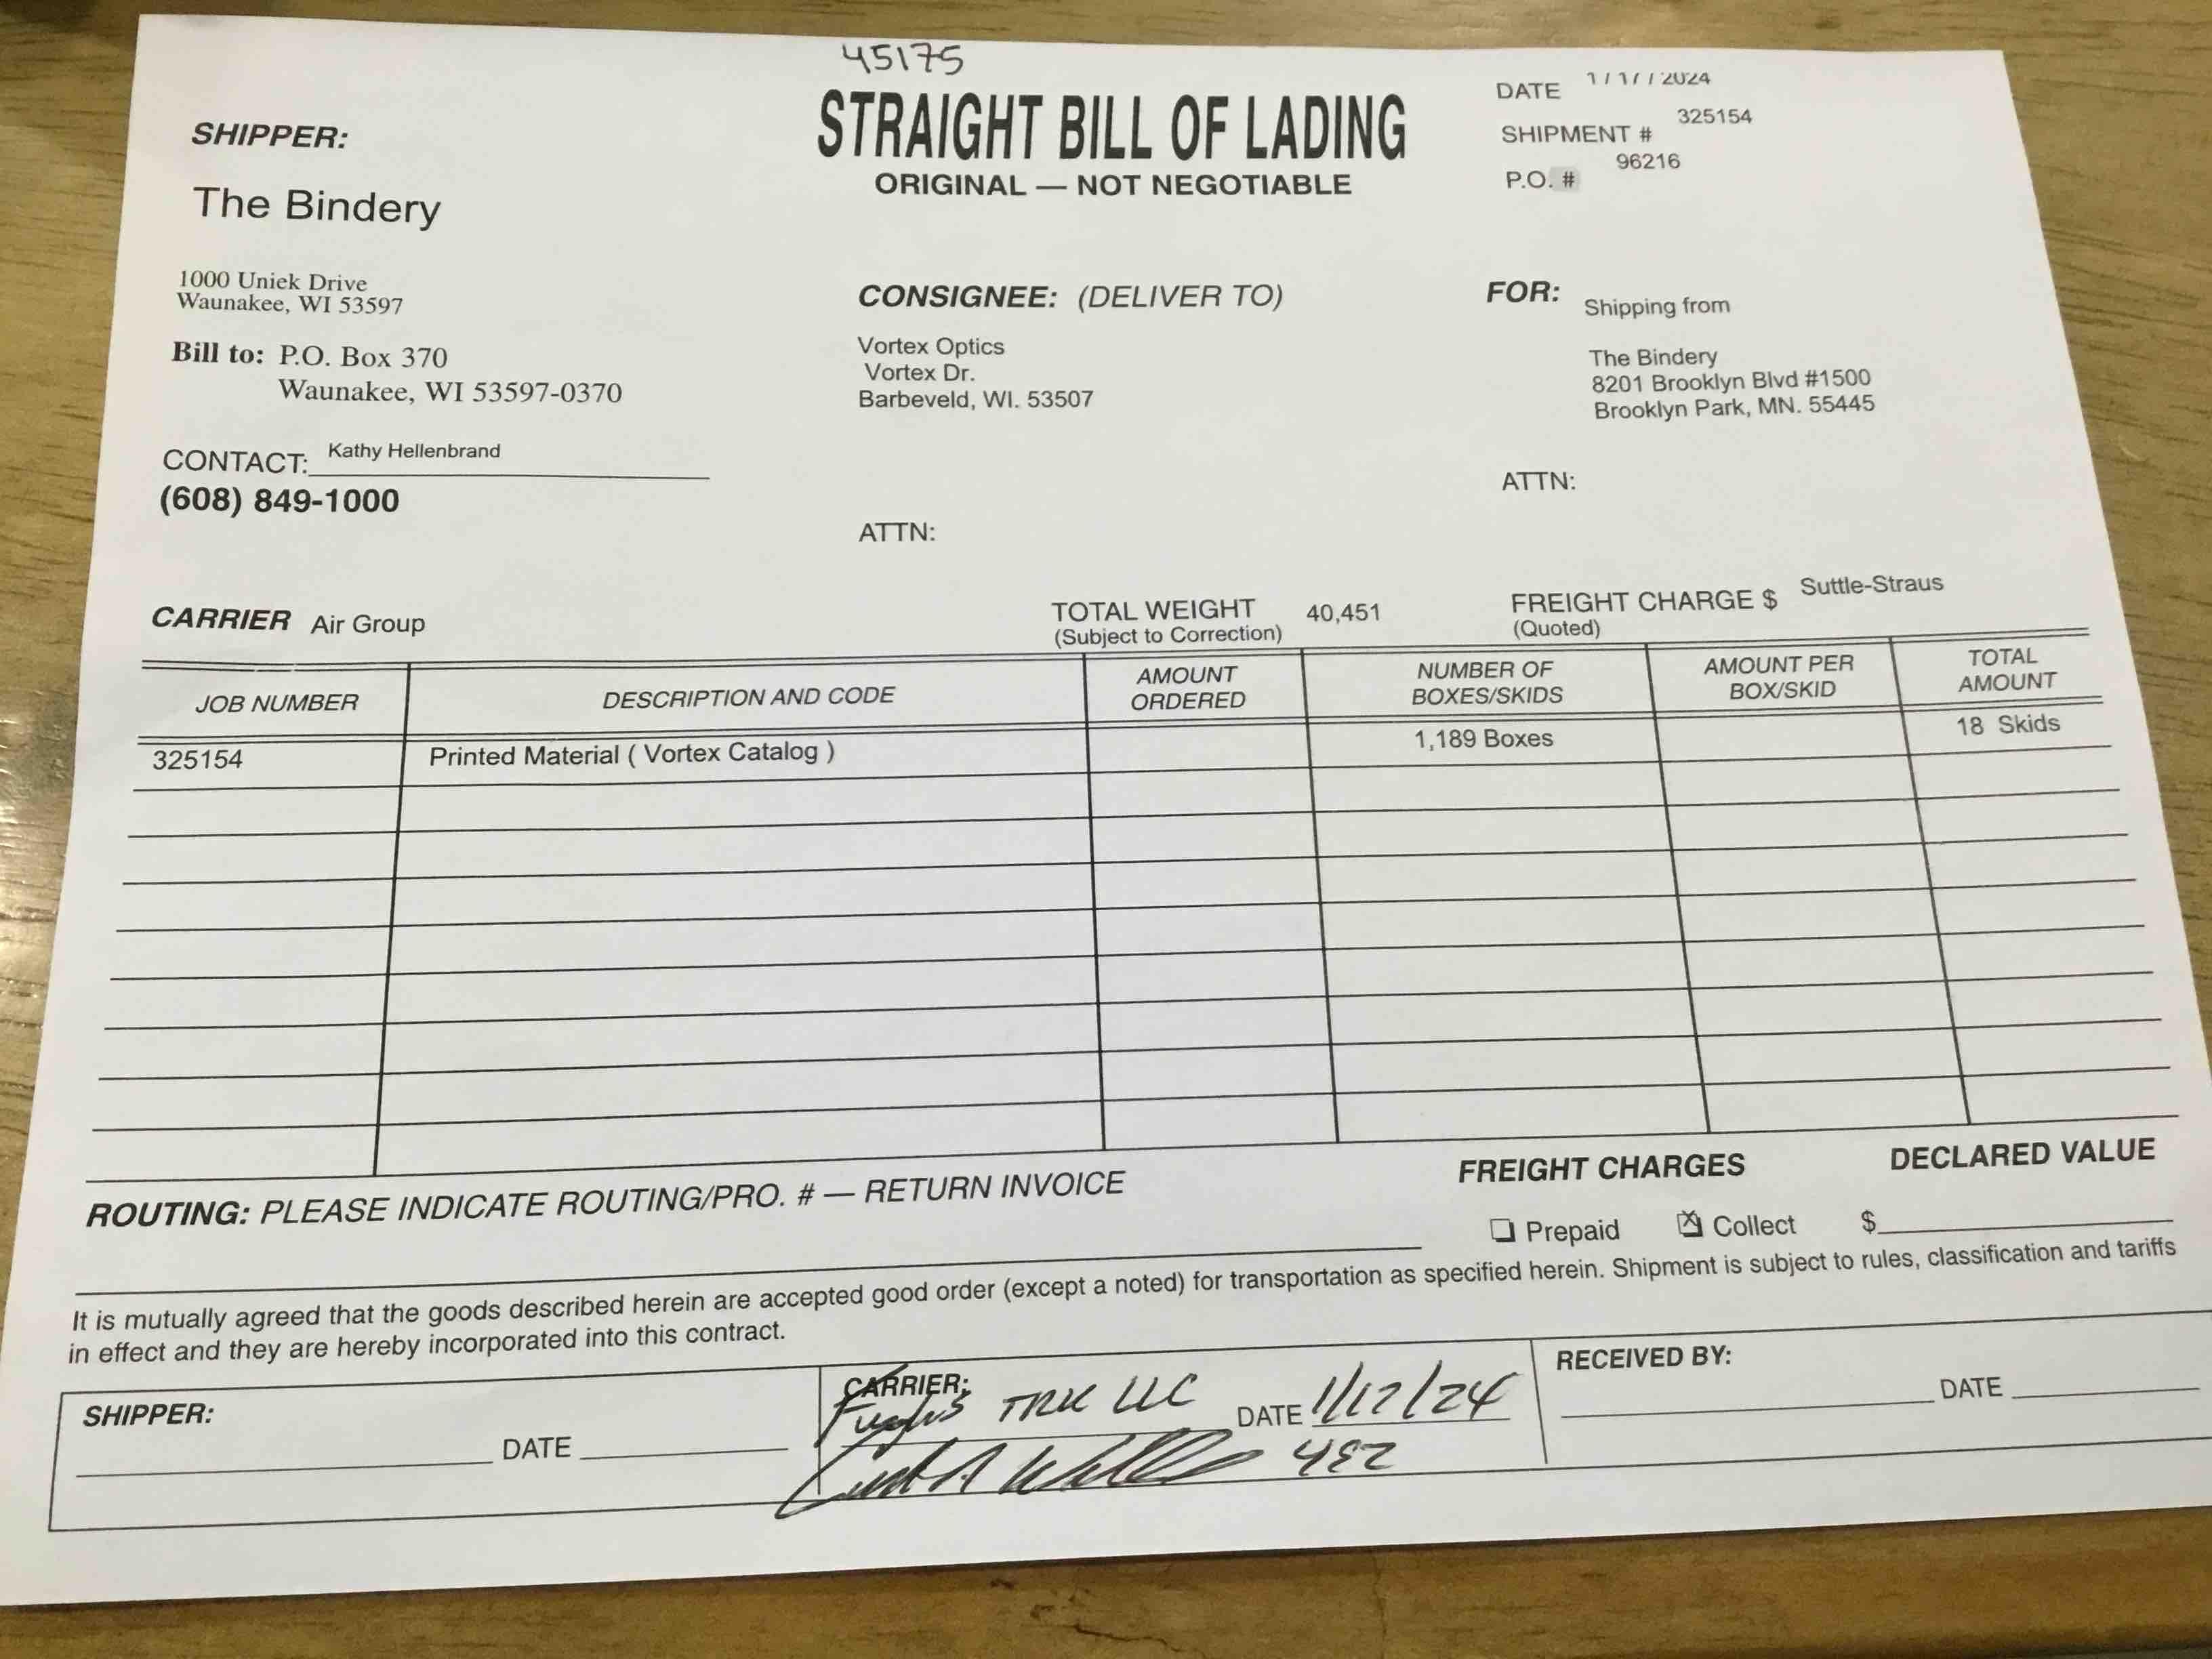 45175
STRAIGHT BILL OF LADING
ORIGINAL — NOT NEGOTIABLE
DATE 1/17/2024
SHIPMENT # 325154
P.O. # 96216
SHIPPER:
The Bindery
1000 Uniek Drive
Waunakee, WI 53597
Bill to: P.O. Box 370
Waunakee, WI 53597-0370
CONTACT: Kathy Hellenbrand
(608) 849-1000
CONSIGNEE: (DELIVER TO)
Vortex Optics
Vortex Dr.
Barbeveld, WI. 53507
ATTN:
FOR: Shipping from
The Bindery
8201 Brooklyn Blvd #1500
Brooklyn Park, MN. 55445
ATTN:
CARRIER Air Group
TOTAL WEIGHT 40,451
(Subject to Correction)
FREIGHT CHARGE $ Suttle-Straus
(Quoted)
JOB NUMBER DESCRIPTION AND CODE AMOUNT ORDERED NUMBER OF BOXES/SKIDS AMOUNT PER BOX/SKID TOTAL AMOUNT
325154 Printed Material ( Vortex Catalog ) 1,189 Boxes 18 Skids
ROUTING: PLEASE INDICATE ROUTING/PRO. # — RETURN INVOICE
FREIGHT CHARGES DECLARED VALUE
Prepaid Collect $
It is mutually agreed that the goods described herein are accepted good order (except a noted) for transportation as specified herein. Shipment is subject to rules, classification and tariffs
in effect and they are hereby incorporated into this contract.
SHIPPER:
DATE
CARRIER:
TRK LLC DATE 1/17/24
482
RECEIVED BY:
DATE